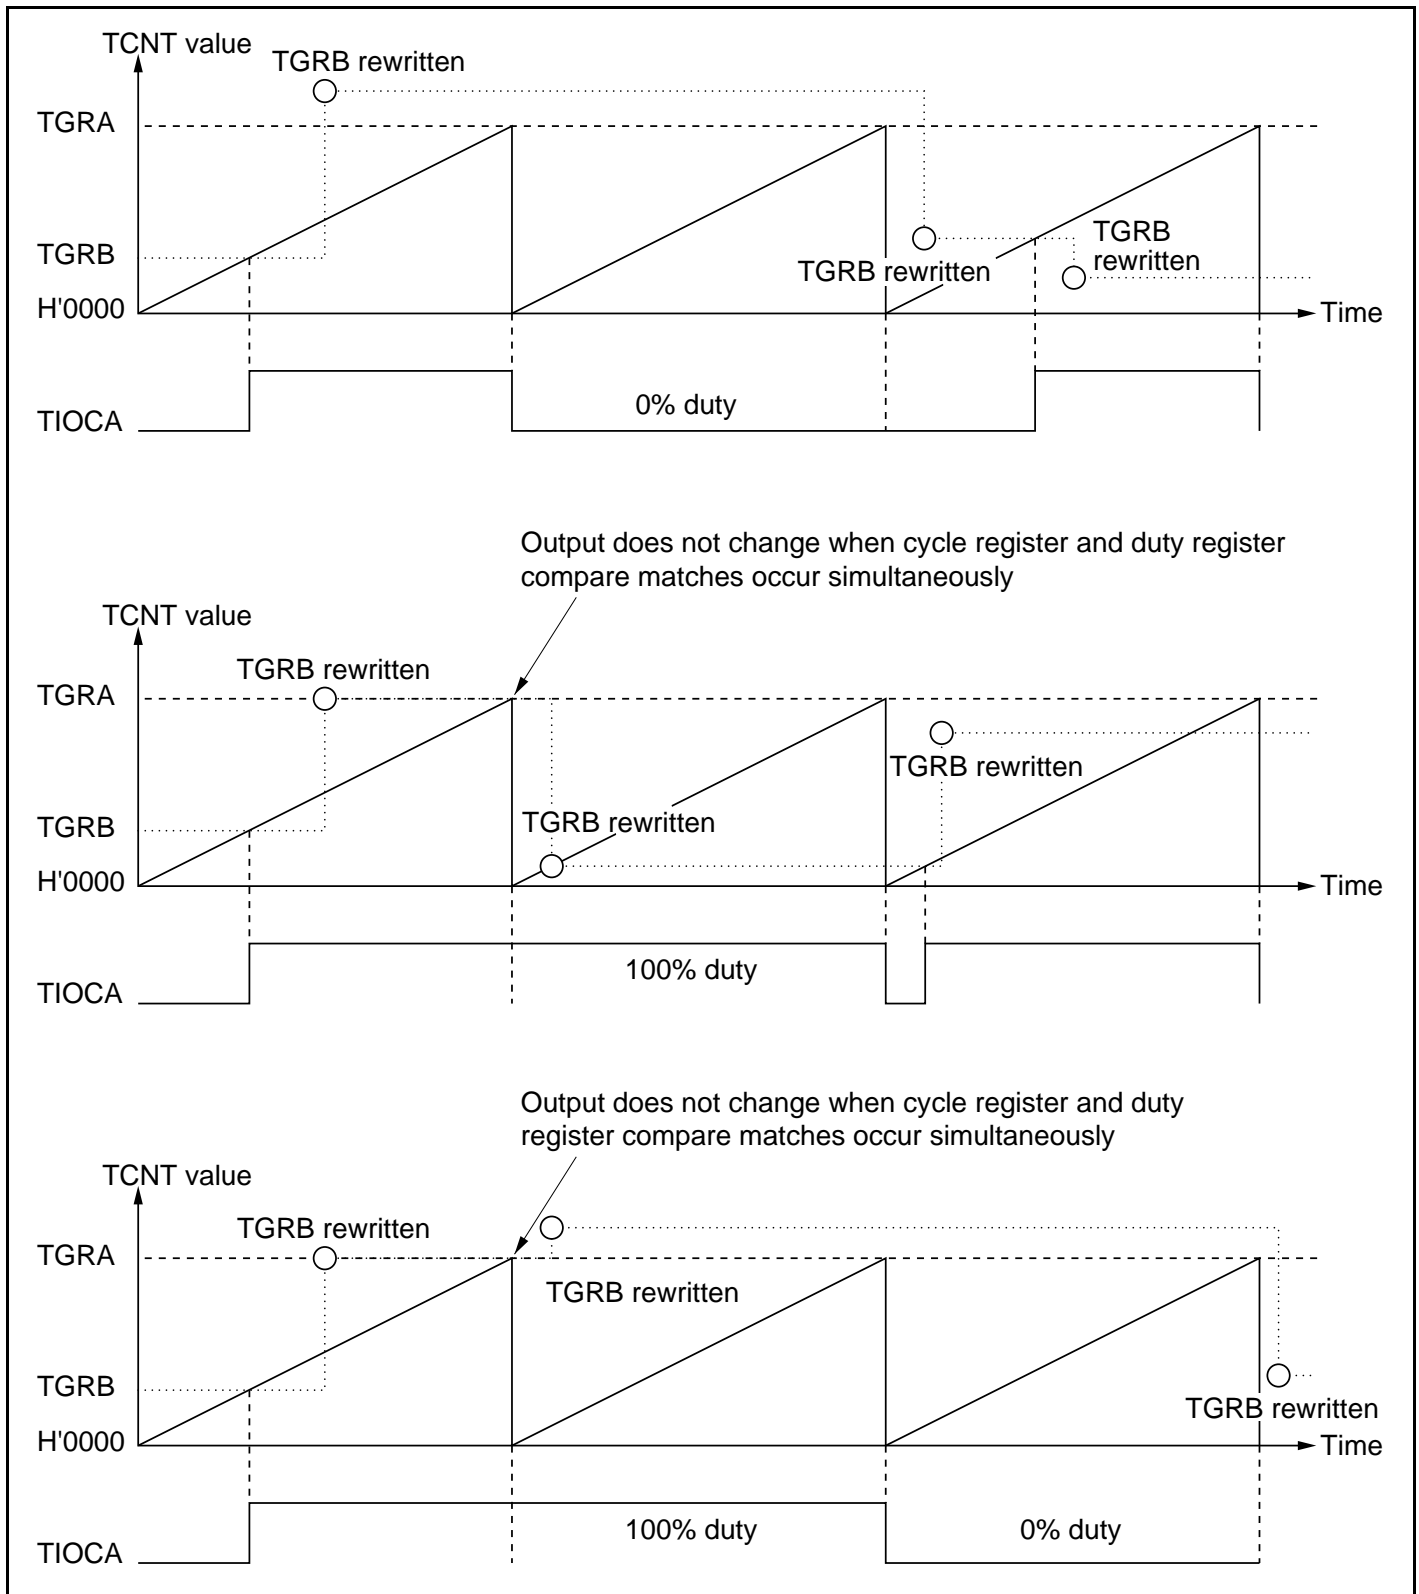 TCNT value
TGRB rewritten
TGRA
TGRB
TGRB
rewritten
TGRB rewritten
H'0000
Time
0% duty
TIOCA
Output does not change when cycle register and duty register
compare matches occur simultaneously
TCNT value
TGRB rewritten
TGRA
TGRB rewritten
TGRB
TGRB rewritten
H'0000
Time
100% duty
TIOCA
Output does not change when cycle register and duty
register compare matches occur simultaneously
TCNT value
TGRB rewritten
TGRA
TGRB rewritten
TGRB
TGRB rewritten
H'0000
Time
100% duty
0% duty
TIOCA